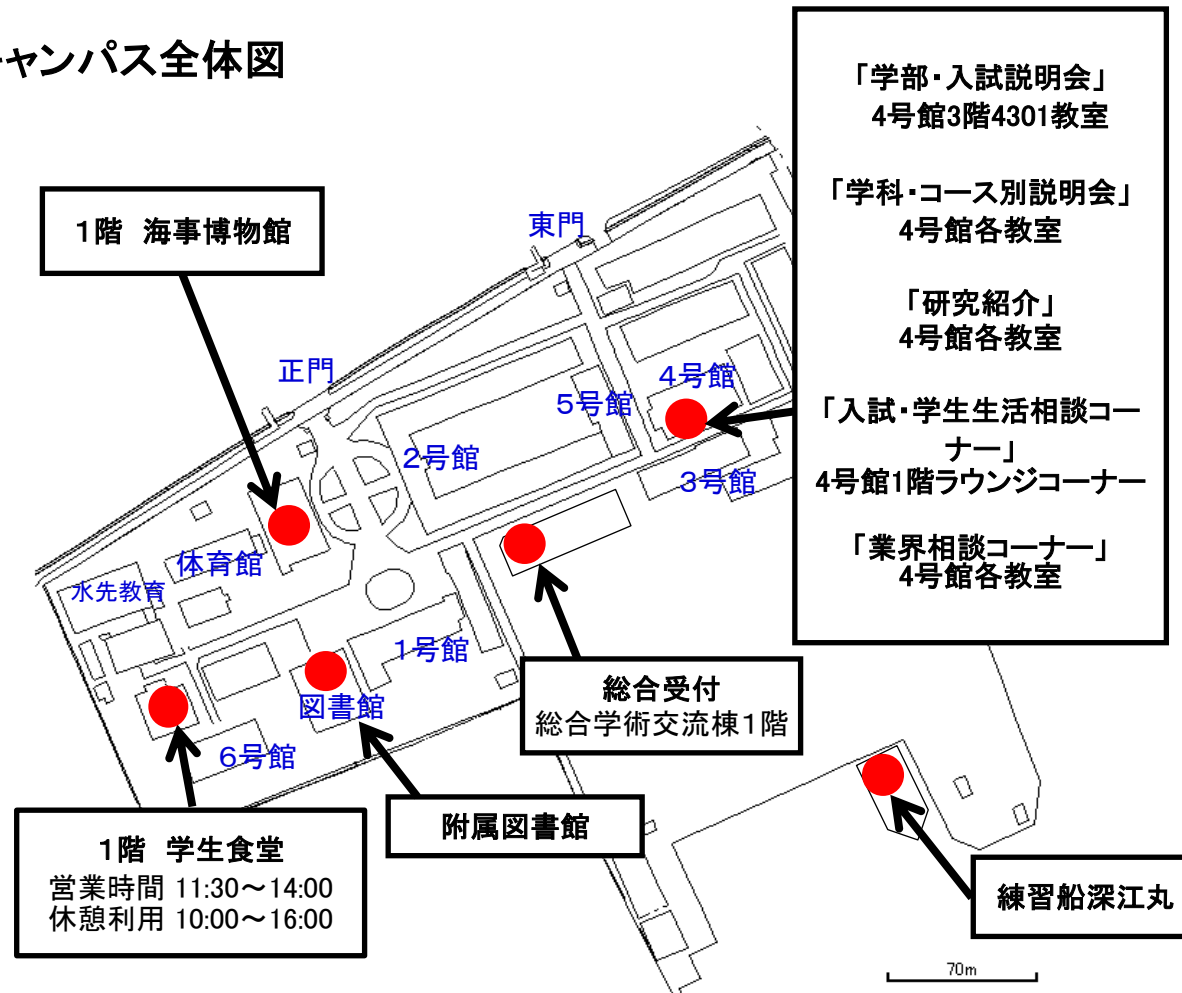 ャンパス全体図
「学部・入試説明会」
4号館3階4301教室
「学科・コース別説明会」
4号館各教室
「研究紹介」
4号館各教室
「入試・学生生活相談コー
ナー」
4号館1階ラウンジコーナー
「業界相談コーナー」
4号館各教室
1階 海事博物館
東門
正門
4号館
5号館
2号館
3号館
体育館
水先教育
1号館
図書館
6号館
総合受付
総合学術交流棟1階
附属図書館
1階 学生食堂
営業時間 11:30～14:00
休憩利用 10:00～16:00
練習船深江丸
70m